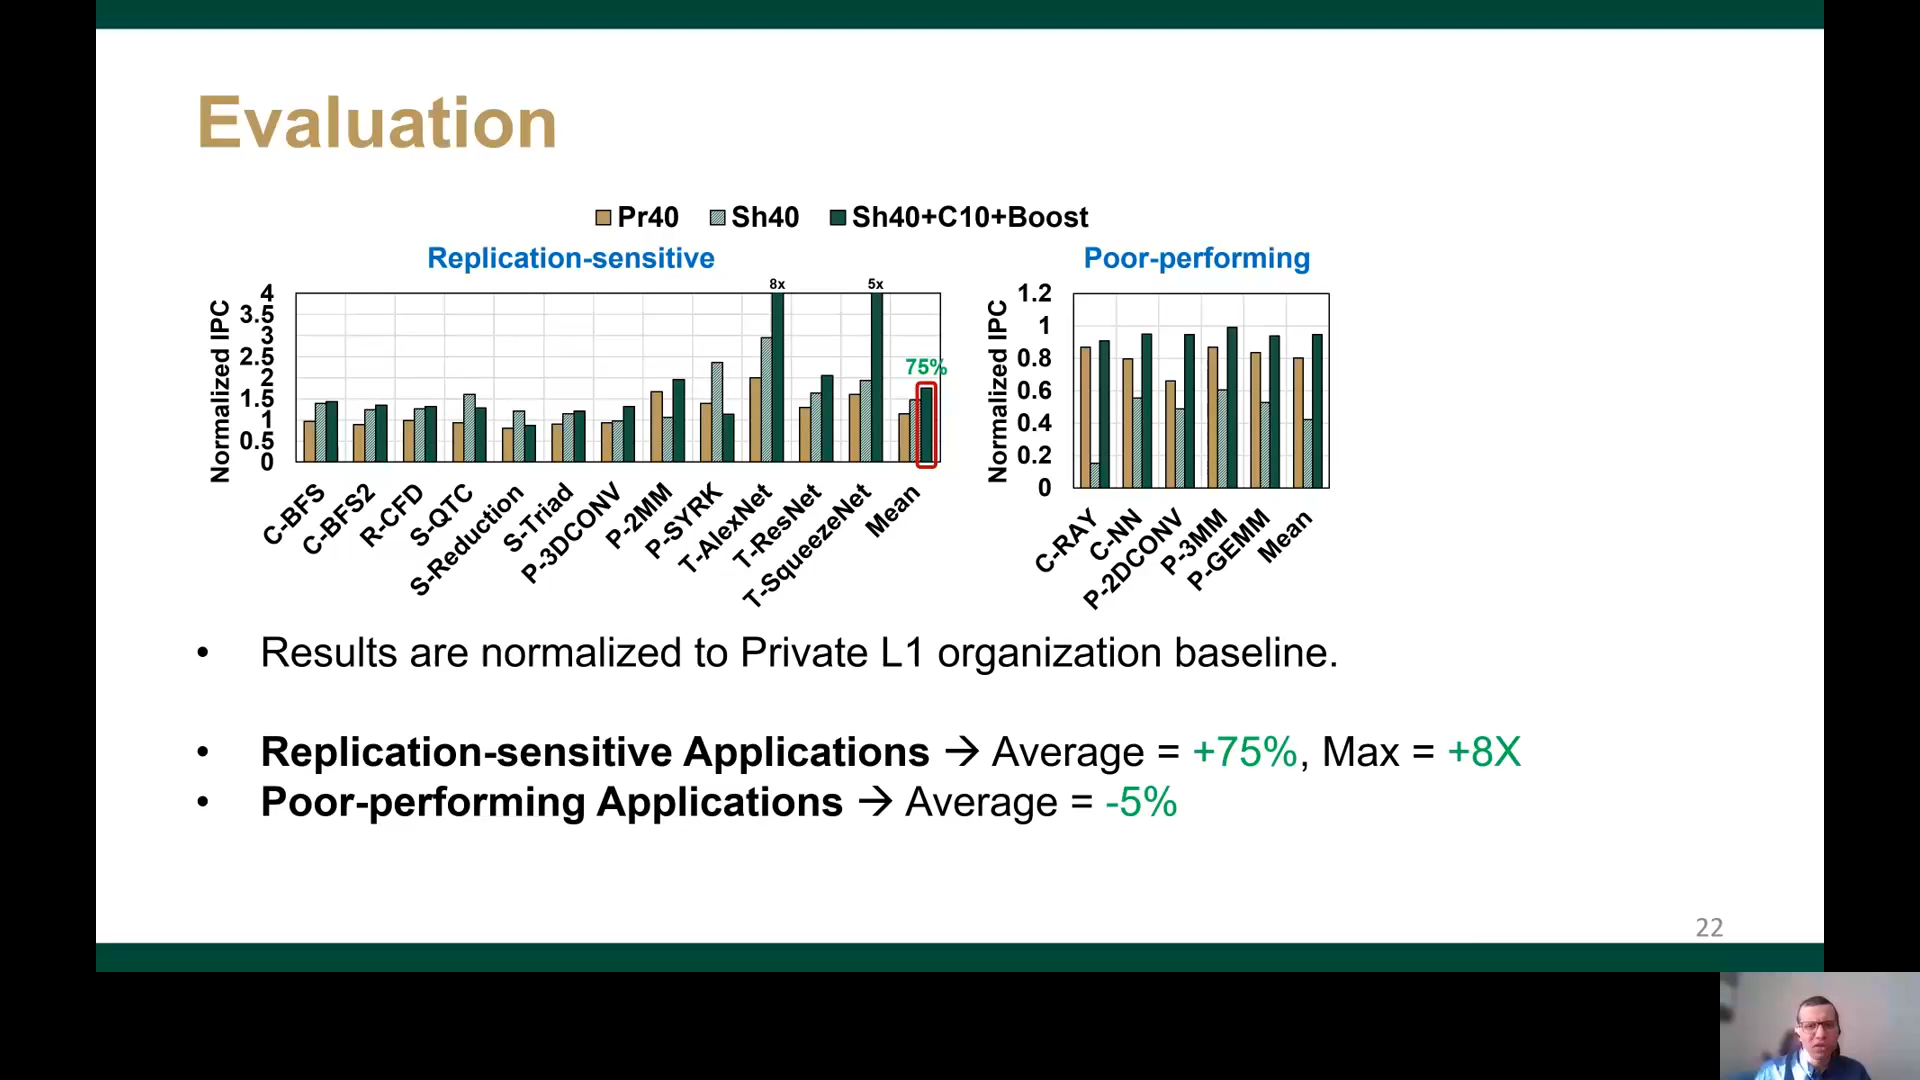 Evaluation
Pr40 Sh40 Sh40+C10+Boost
Replication-sensitive
Normalized IPC
4
3.5
3
2.5
2
1.5
1
0.5
0
8x
5x
75%
C-BFS
C-BFS2
R-CFD
S-QTC
S-Reduction
S-Triad
P-3DCONV
P-2MM
P-SYRK
T-AlexNet
T-ResNet
T-SqueezeNet
Mean
Poor-performing
Normalized IPC
1.2
1
0.8
0.6
0.4
0.2
0
C-RAY
C-NN
P-2DCONV
P-3MM
P-GEMM
Mean
• Results are normalized to Private L1 organization baseline.
• Replication-sensitive Applications → Average = +75%, Max = +8X
• Poor-performing Applications → Average = -5%
22